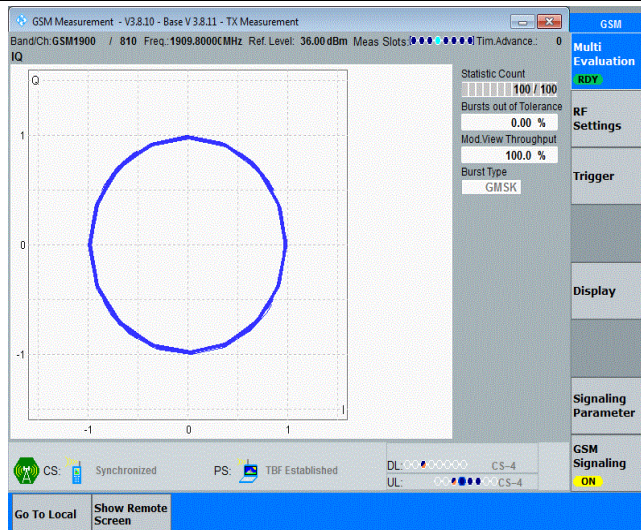 GSM Measurement - V3.8.10 - Base V 3.8.11 - TX Measurement
GSM
Band/Ch:GSM1900 / 810 Freq.:1909.8000MHz Ref. Level: 36.00 dBm Meas Slots: Tim.Advance.: 0
IQ
Multi
Evaluation
RDY
Q
Statistic Count
100 / 100
Bursts out of Tolerance
0.00 %
Mod.View Throughput
100.0 %
Burst Type
GMSK
RF
Settings
Trigger
Display
1
0
-1
I
-1 0 1
Signaling
Parameter
GSM
Signaling
ON
CS: Synchronized PS: TBF Established
DL: CS-4
UL: CS-4
Go To Local
Show Remote
Screen